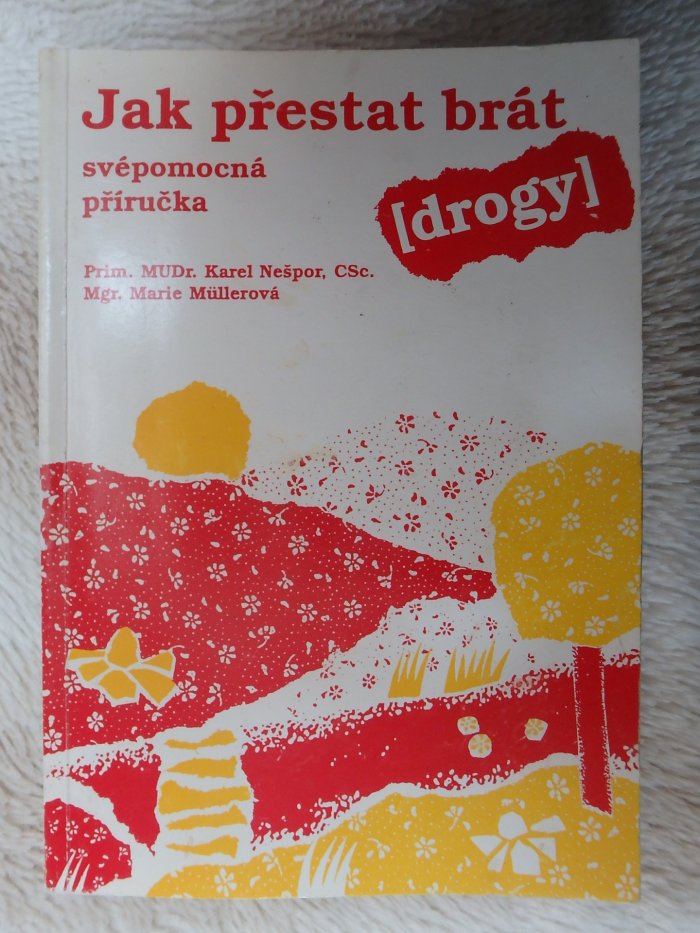 Jak přestat brát
[drogy]
svépomocná
příručka
Prim. MUDr. Karel Nešpor, CSc.
Mgr. Marie Müllerová